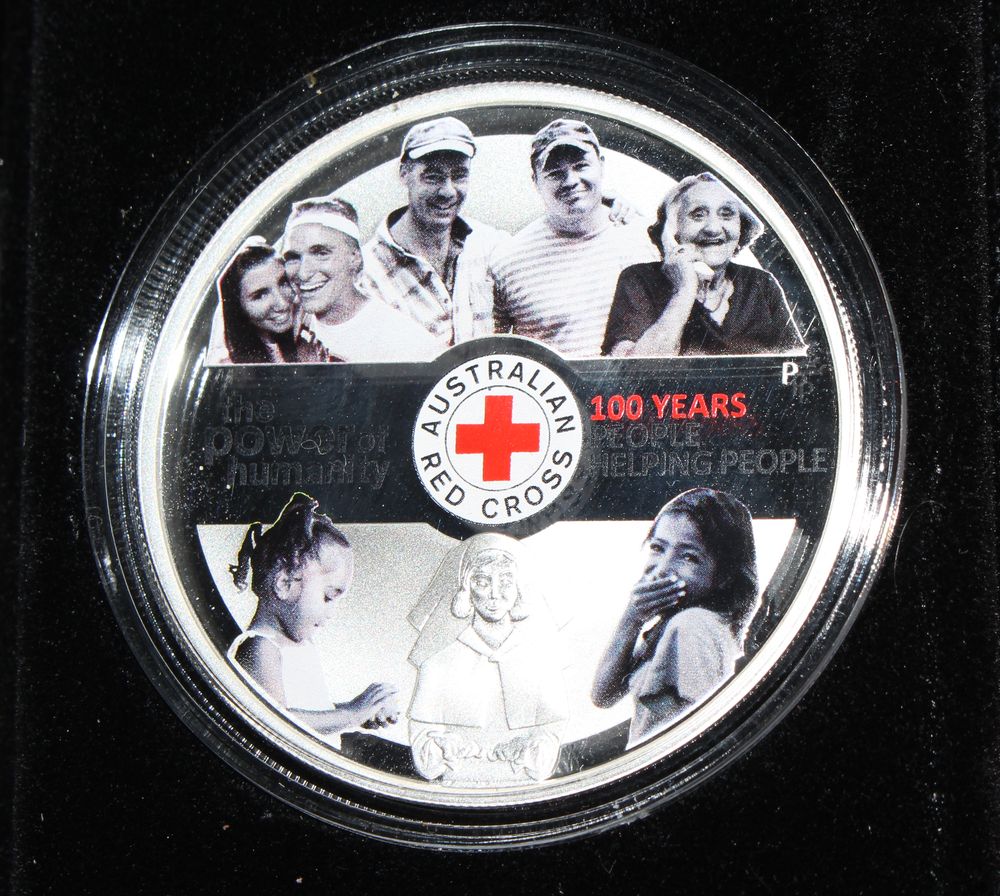 P
the
power of
humanity
AUSTRALIAN
RED CROSS
100 YEARS
PEOPLE
HELPING PEOPLE